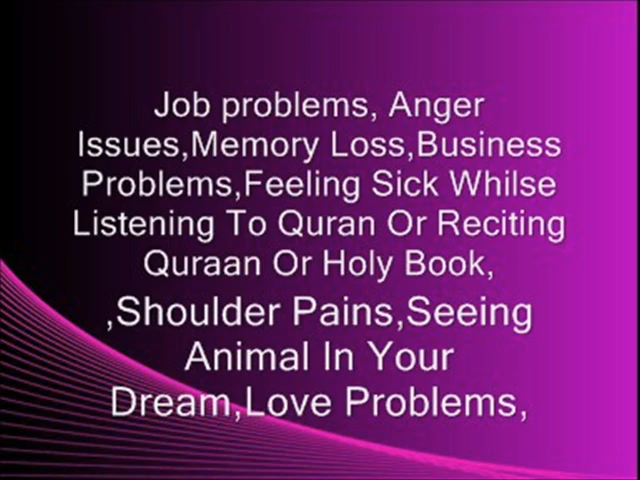 Job problems, Anger
Issues,Memory Loss,Business
Problems,Feeling Sick Whilse
Listening To Quran Or Reciting
Quraan Or Holy Book,
,Shoulder Pains,Seeing
Animal In Your
Dream,Love Problems,